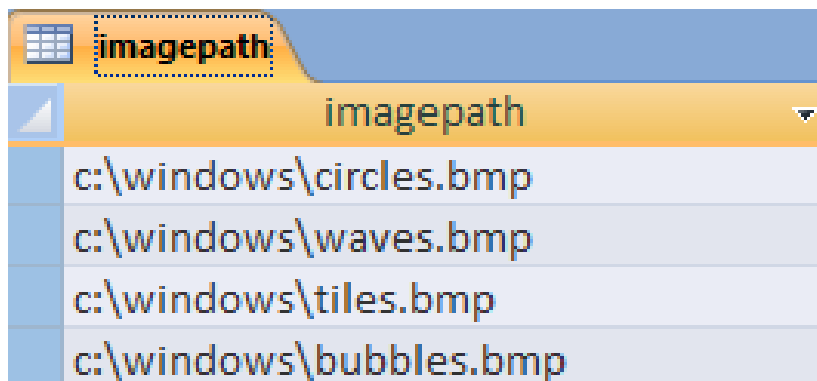 imagepath
imagepath
c:\windows\circles.bmp
c:\windows\waves.bmp
c:\windows\tiles.bmp
c:\windows\bubbles.bmp